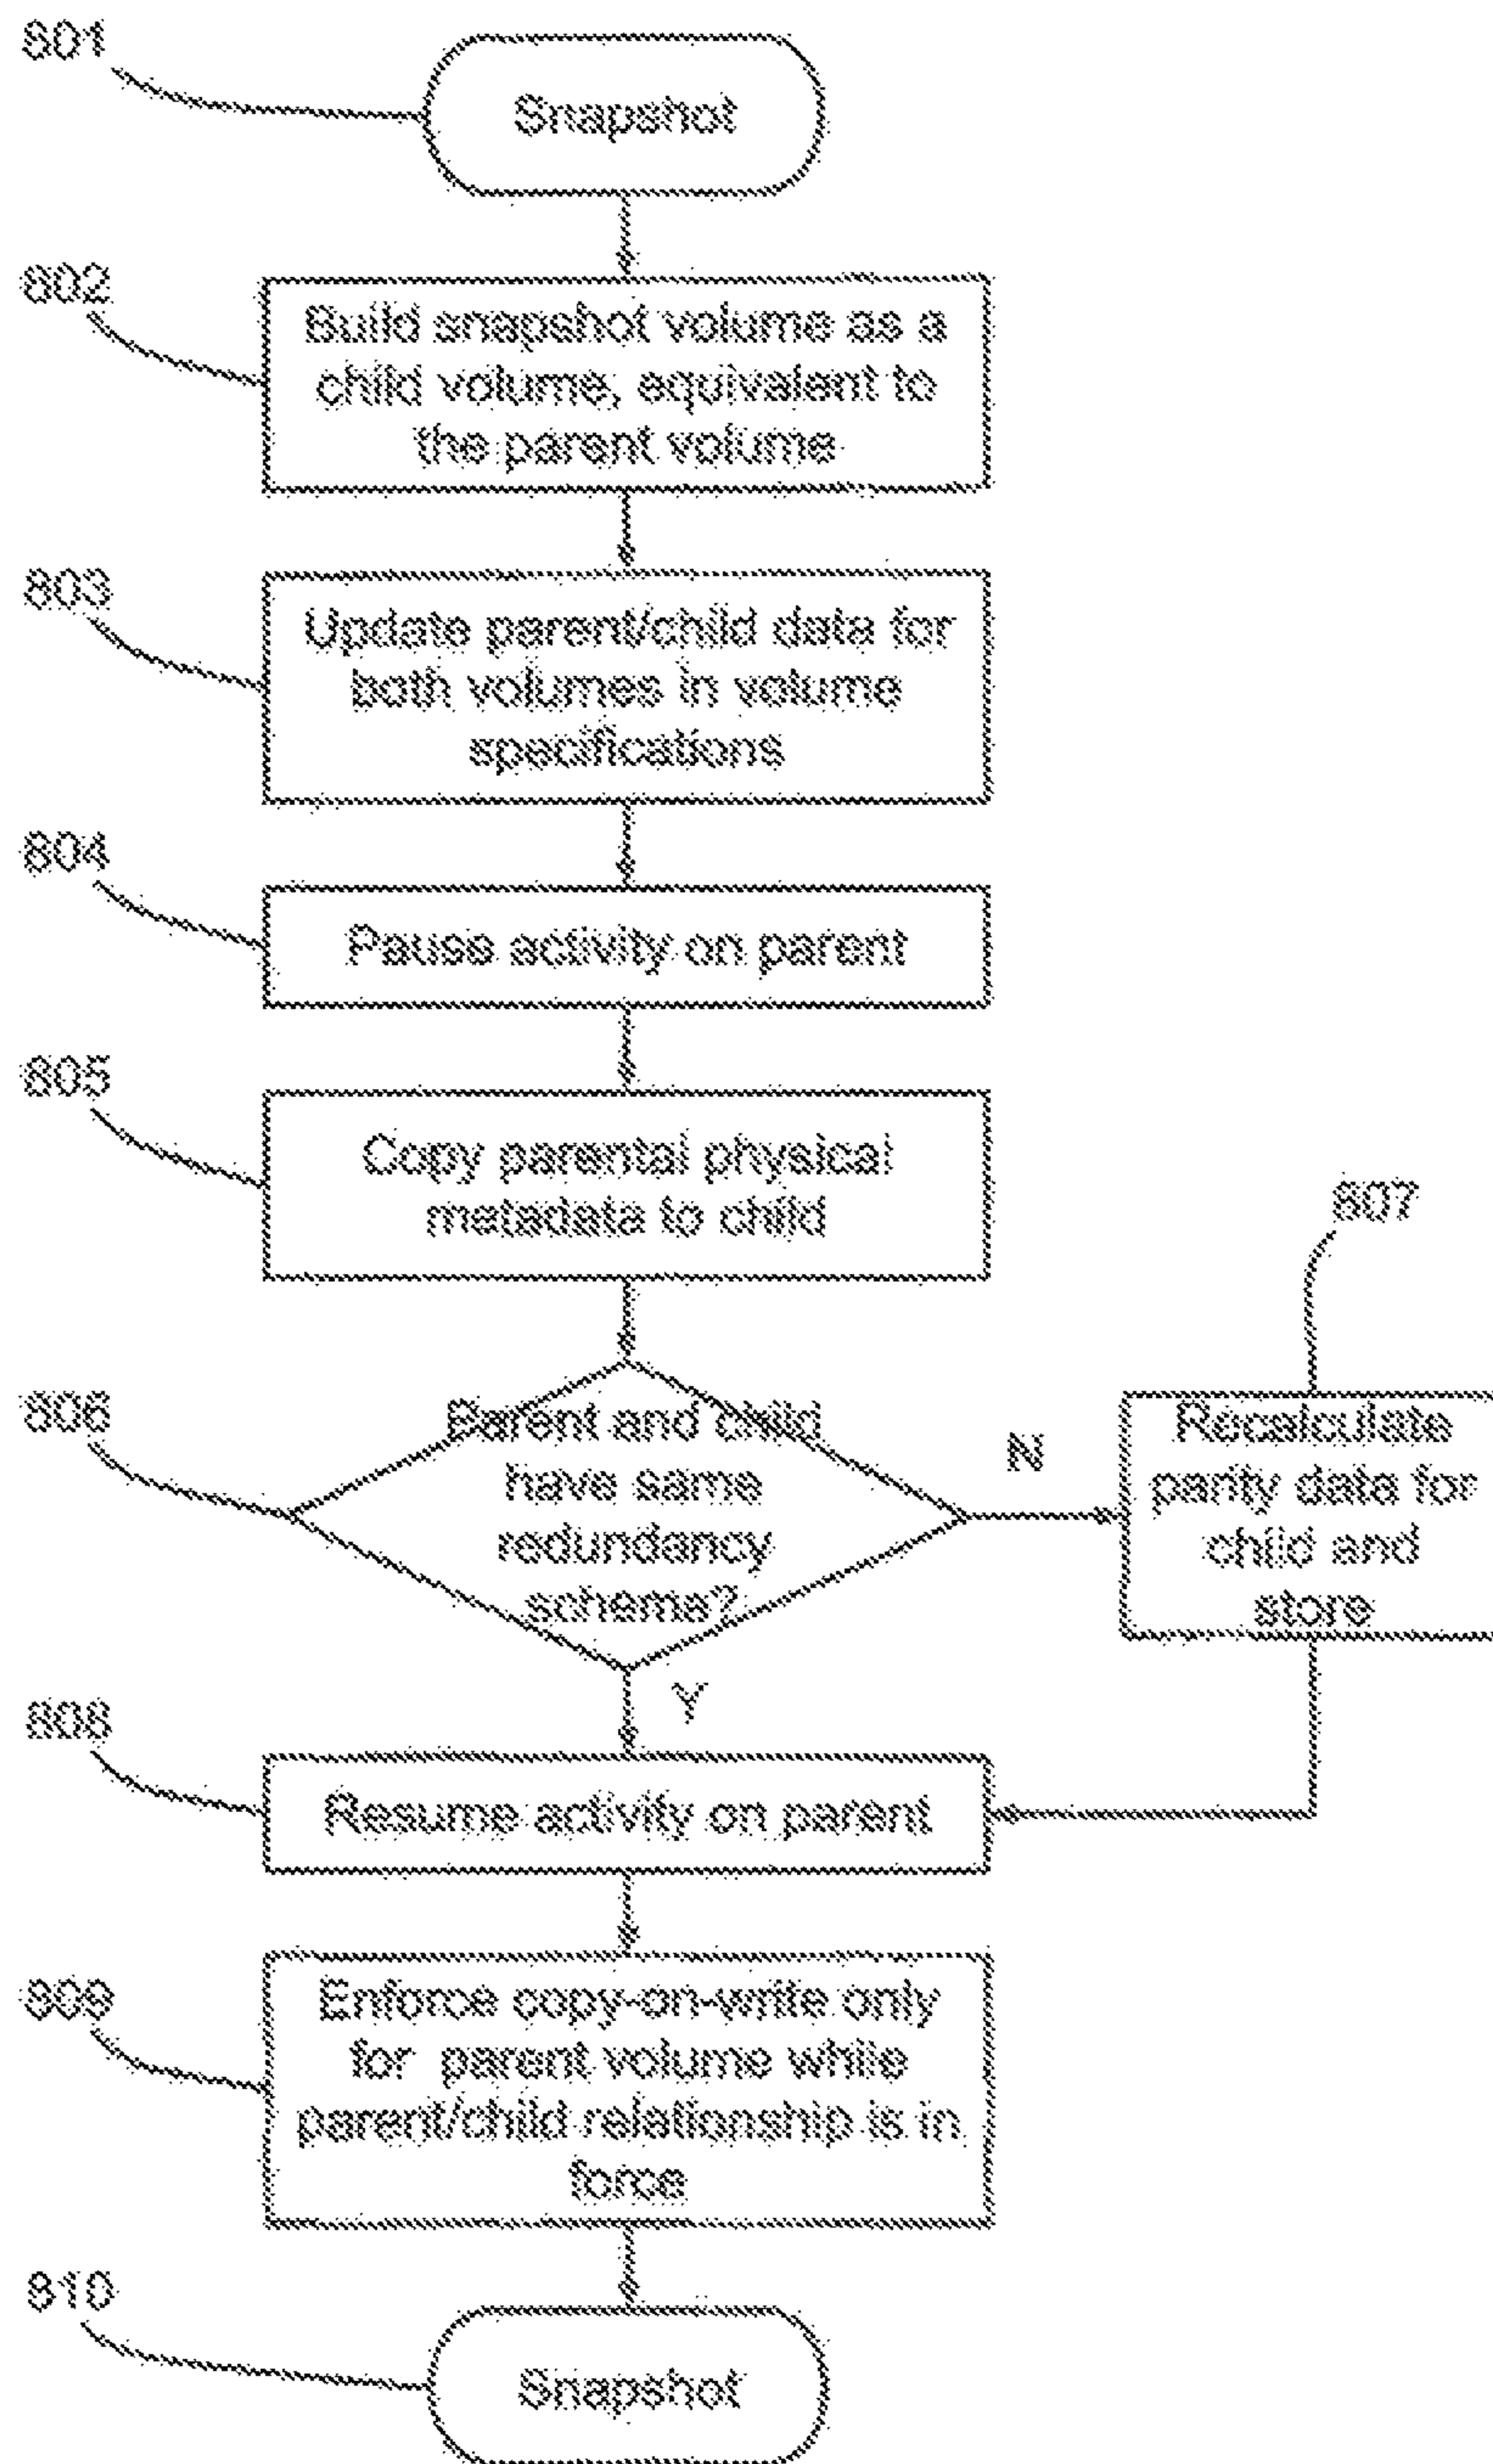 801
Snapshot
802
Build snapshot volume as a
child volume, equivalent to
the parent volume
803
Update parent/child data for
both volumes in volume
specifications
804
Pause activity on parent
805
Copy parental physical
metadata to child
807
806
Parent and child
have same
redundancy
schema?
N
Recalculate
parity data for
child and
store
Y
808
Resume activity on parent
809
Enforce copy-on-write only
for parent volume while
parent/child relationship is in
force
810
Snapshot